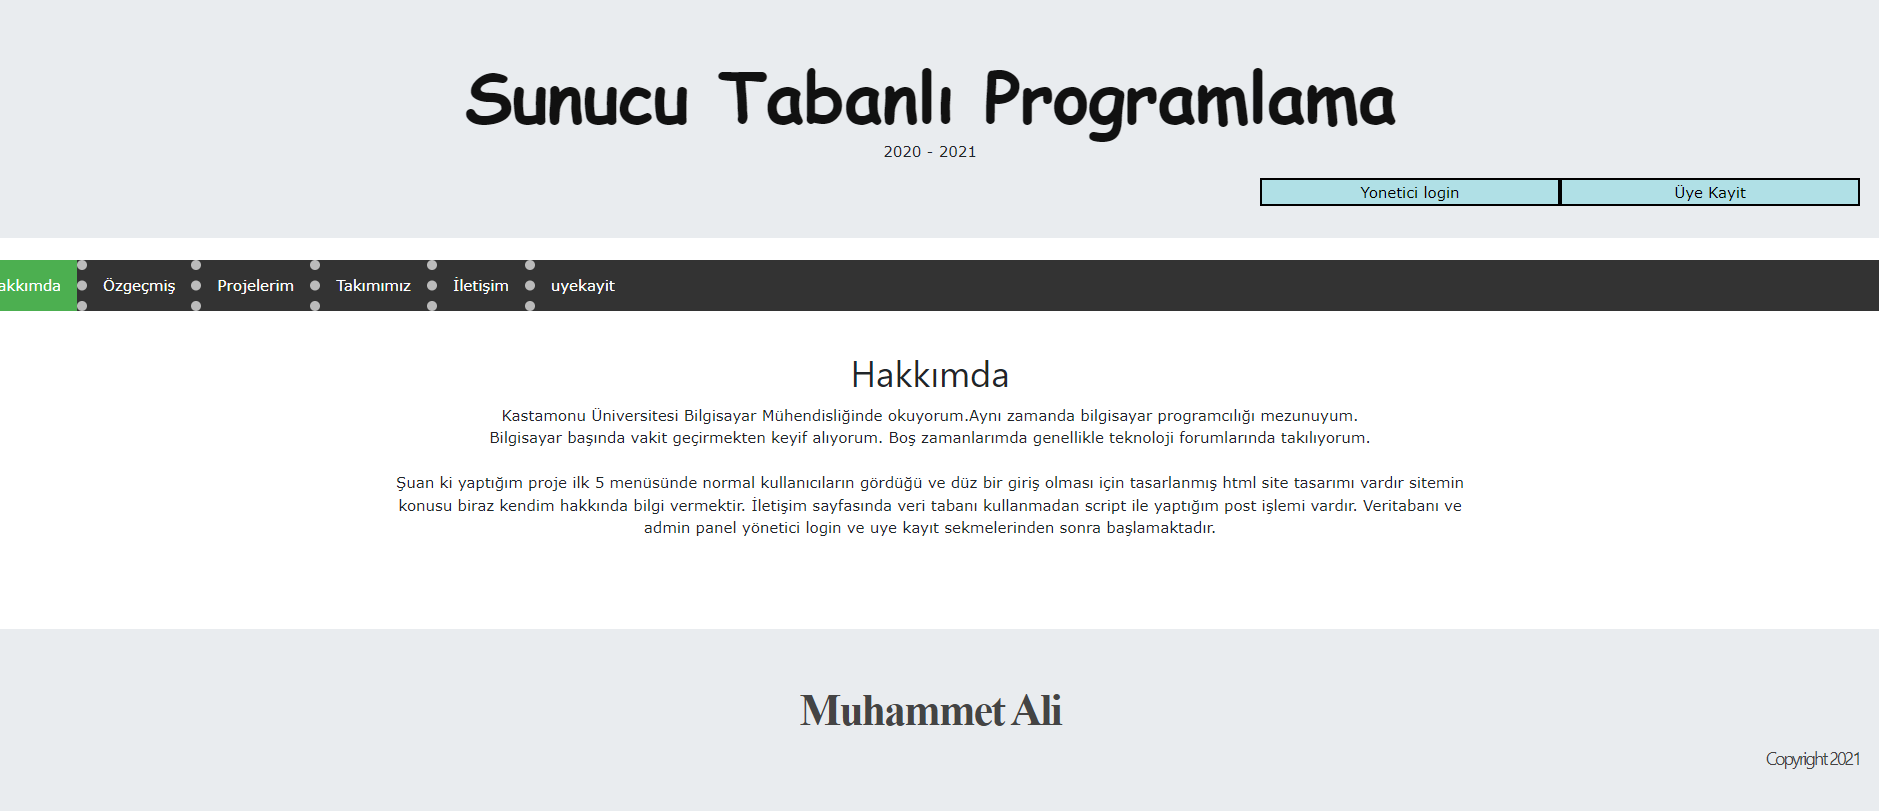 Sunucu Tabanlı Programlama
2020 - 2021
Yonetici login
Üye Kayit
akkımda Özgeçmiş Projelerim Takımımız İletişim uyekayit
Hakkımda
Kastamonu Üniversitesi Bilgisayar Mühendisliğinde okuyorum.Aynı zamanda bilgisayar programcılığı mezunuyum.
Bilgisayar başında vakit geçirmekten keyif alıyorum. Boş zamanlarımda genellikle teknoloji forumlarında takılıyorum.
Şuan ki yaptığım proje ilk 5 menüsünde normal kullanıcıların gördüğü ve düz bir giriş olması için tasarlanmış html site tasarımı vardır sitemin
konusu biraz kendim hakkında bilgi vermektir. İletişim sayfasında veri tabanı kullanmadan script ile yaptığım post işlemi vardır. Veritabanı ve
admin panel yönetici login ve uye kayıt sekmelerinden sonra başlamaktadır.
Muhammet Ali
Copyright 2021